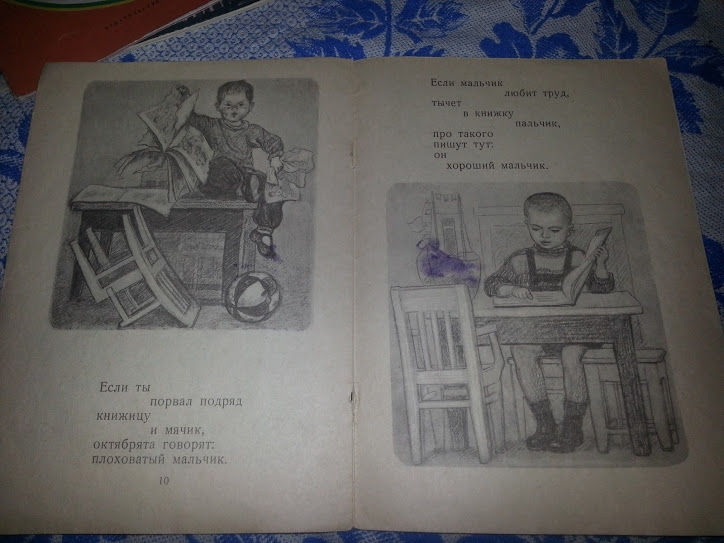 Если ты
порвал подряд
книжицу
и мячик,
октябрята говорят:
плоховатый мальчик.
10
Если мальчик
любит труд,
тычет
в книжку
пальчик,
про такого
пишут тут:
он
хороший мальчик.